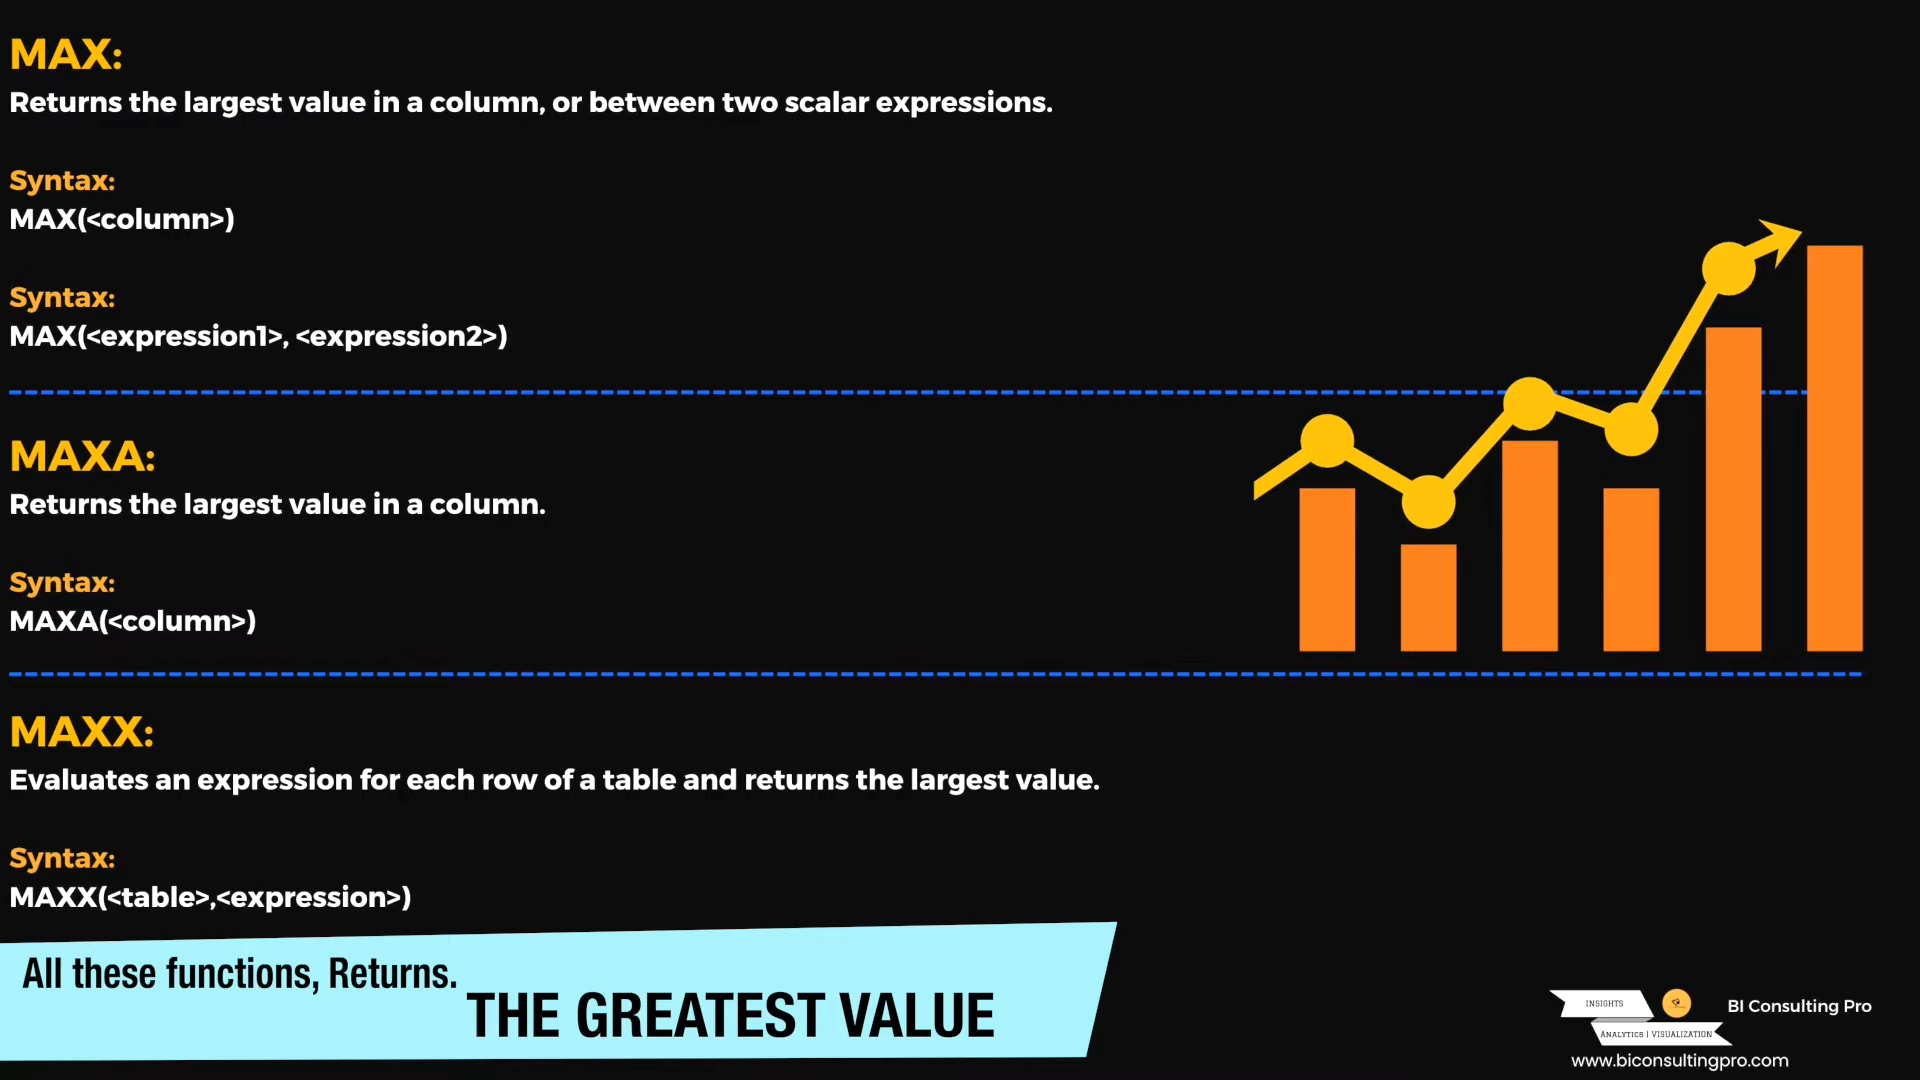 MAX:
Returns the largest value in a column, or between two scalar expressions.
Syntax:
MAX(<column>)
Syntax:
MAX(<expression1>, <expression2>)
MAXA:
Returns the largest value in a column.
Syntax:
MAXA(<column>)
MAXX:
Evaluates an expression for each row of a table and returns the largest value.
Syntax:
MAXX(<table>,<expression>)
All these functions, Returns.
THE GREATEST VALUE
INSIGHTS
ANALYTICS | VISUALIZATION
BI Consulting Pro
www.biconsultingpro.com